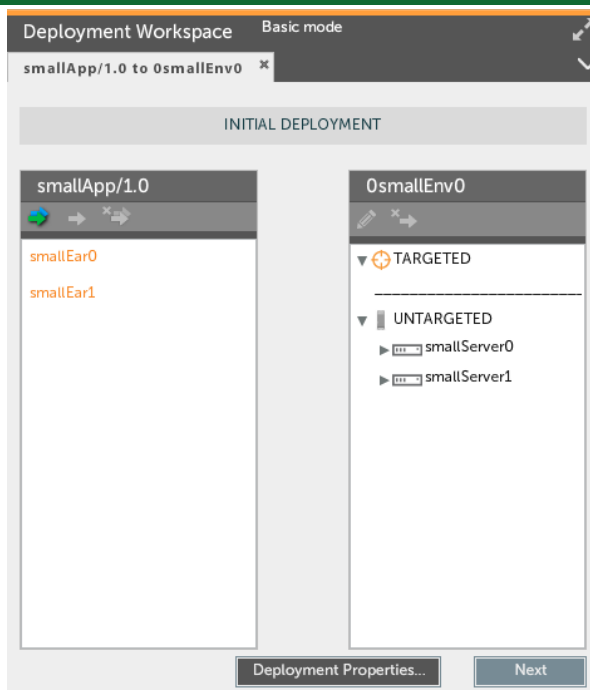 Deployment Workspace Basic mode
smallApp/1.0 to 0smallEnv0
INITIAL DEPLOYMENT
smallApp/1.0
smallEar0
smallEar1
0smallEnv0
TARGETED
UNTARGETED
smallServer0
smallServer1
Deployment Properties...
Next